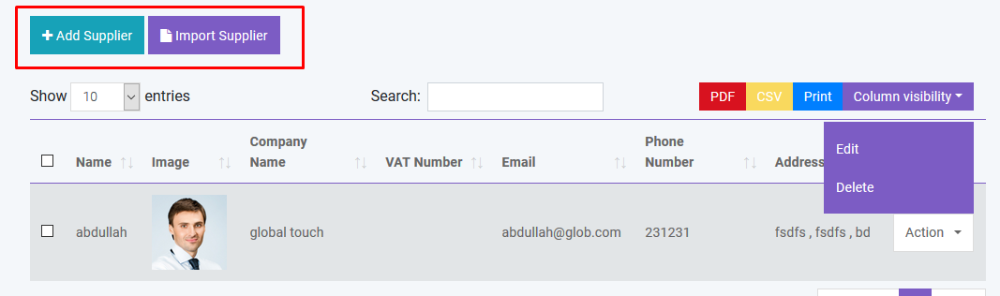 Add Supplier Import Supplier
Show 10 entries Search: PDF CSV Print Column visibility
Edit
Delete
Name Image Company Name VAT Number Email Phone Number Address
abdullah global touch abdullah@glob.com 231231 fsdfs , fsdfs , bd Action